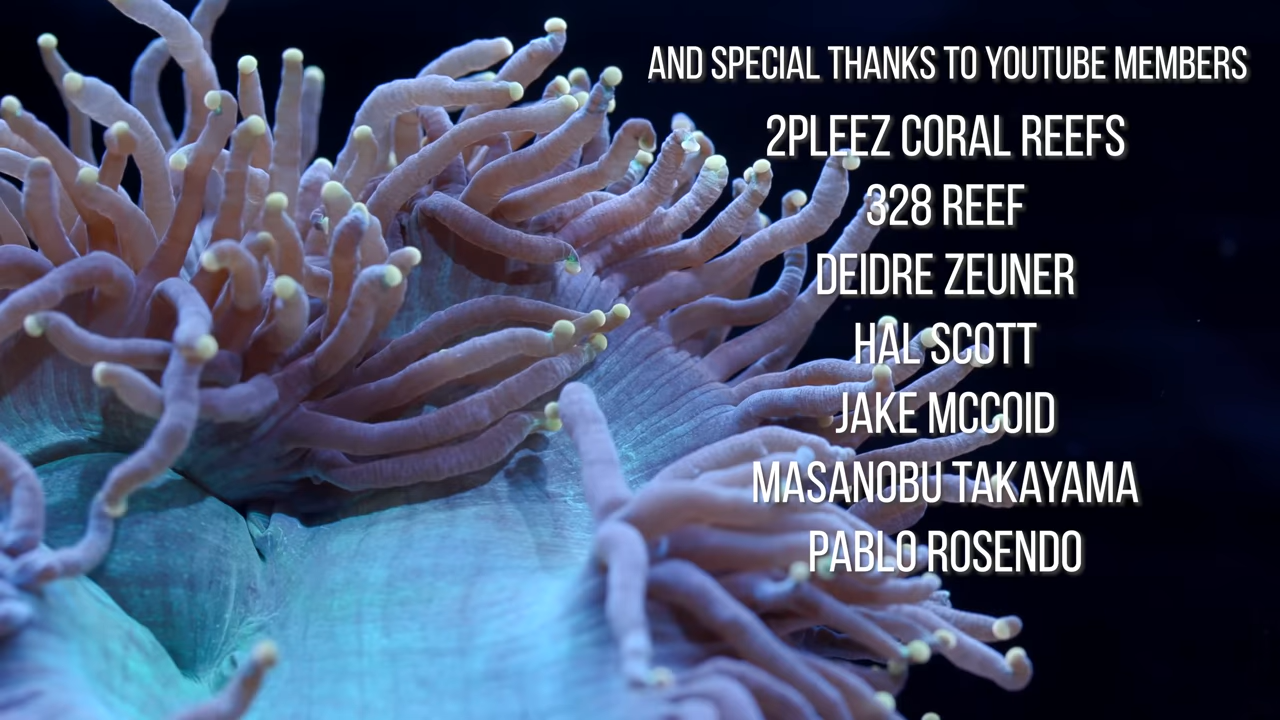 AND SPECIAL THANKS TO YOUTUBE MEMBERS
2PLEEZ CORAL REEFS
328 REEF
DEIDRE ZEUNER
HAL SCOTT
JAKE MCCOID
MASANOBU TAKAYAMA
PABLO ROSENDO